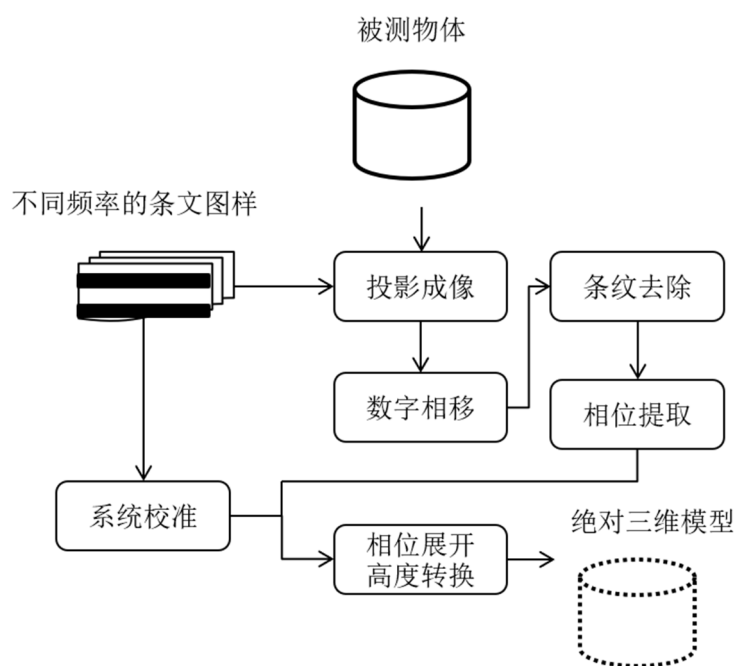 被测物体
不同频率的条文图样
投影成像
条纹去除
数字相移
相位提取
系统校准
绝对三维模型
相位展开
高度转换